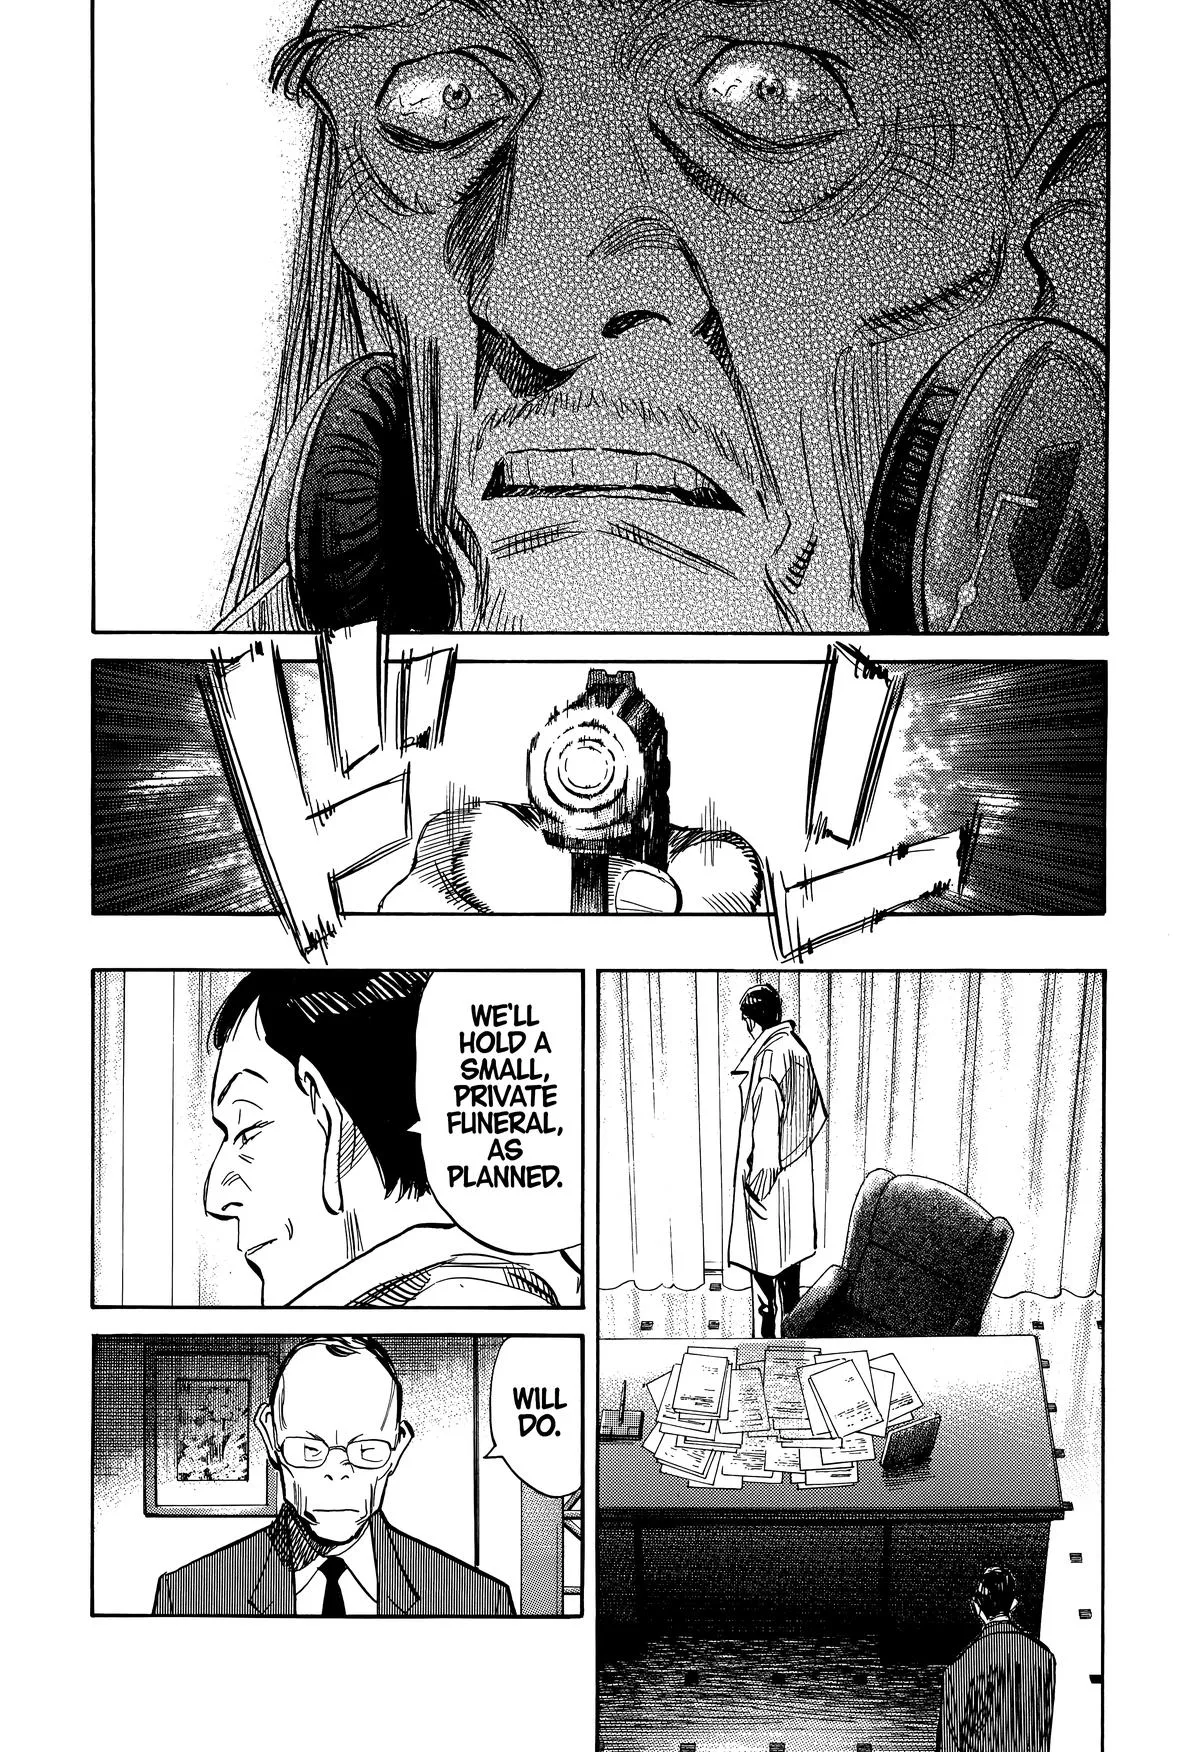 WE'LL
HOLD A
SMALL,
PRIVATE
FUNERAL,
AS
PLANNED.
WILL
DO.